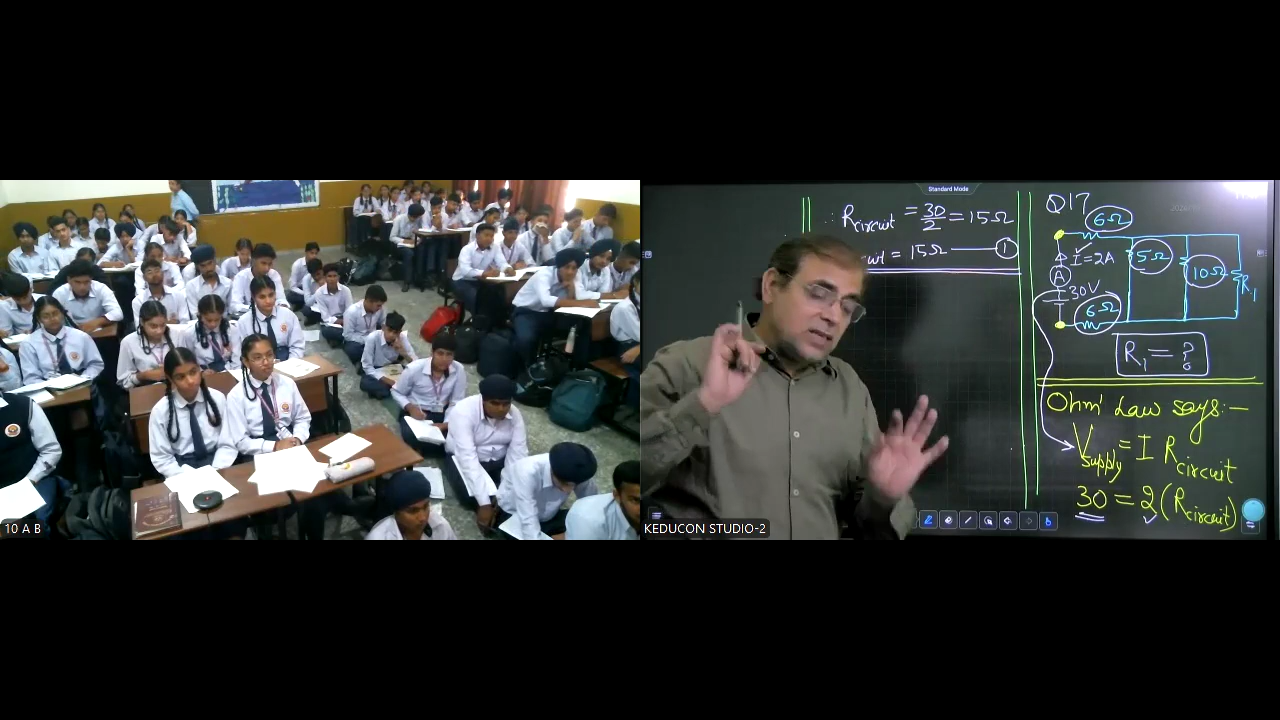 Standard Mode
∴ Rcircuit = 30/2 = 15Ω
15Ω —— 1
Q17
6Ω
I = 2A
A
30V
6Ω
5Ω
10Ω
R1
R1 = ?
Ohm' Law says:—
Vsupply = I Rcircuit
30 = 2 (Rcircuit)
10 A B
KEDUCON STUDIO-2